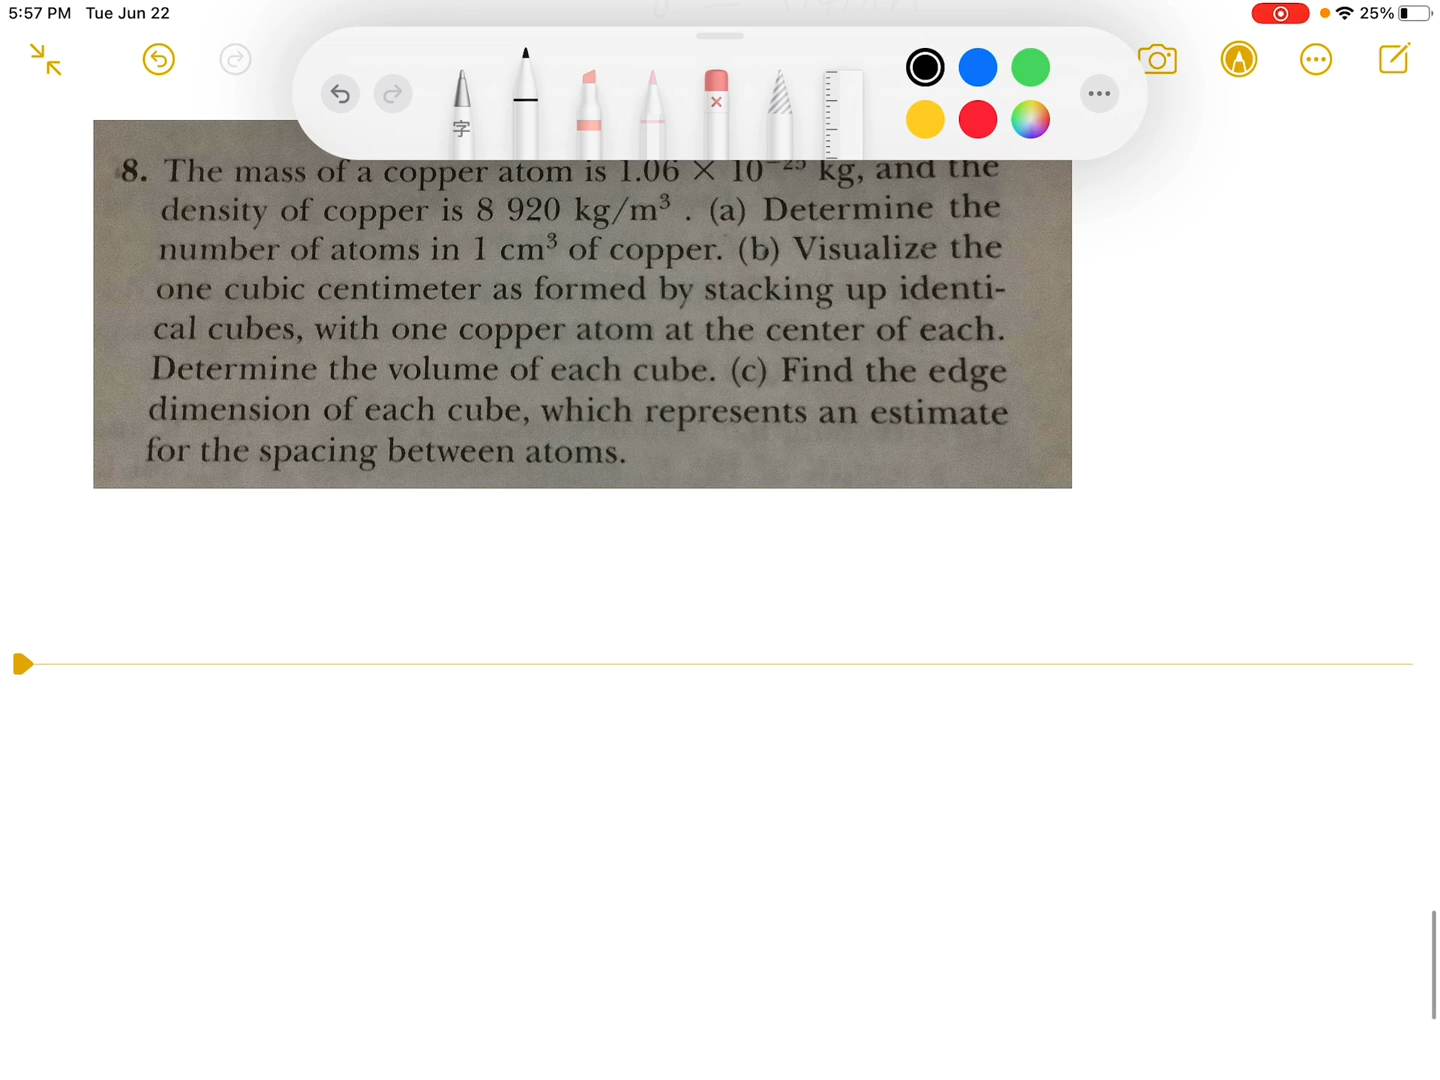 5:57 PM Tue Jun 22
25%
字
8. The mass of a copper atom is 1.06 × 10⁻²⁵ kg, and the
density of copper is 8 920 kg/m³ . (a) Determine the
number of atoms in 1 cm³ of copper. (b) Visualize the
one cubic centimeter as formed by stacking up identi-
cal cubes, with one copper atom at the center of each.
Determine the volume of each cube. (c) Find the edge
dimension of each cube, which represents an estimate
for the spacing between atoms.